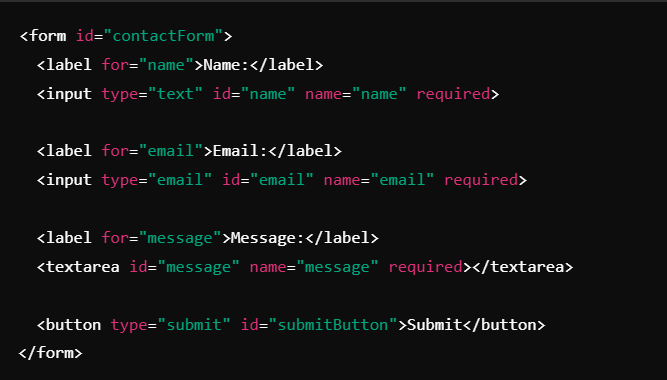 <form id="contactForm">
<label for="name">Name:</label>
<input type="text" id="name" name="name" required>
<label for="email">Email:</label>
<input type="email" id="email" name="email" required>
<label for="message">Message:</label>
<textarea id="message" name="message" required></textarea>
<button type="submit" id="submitButton">Submit</button>
</form>